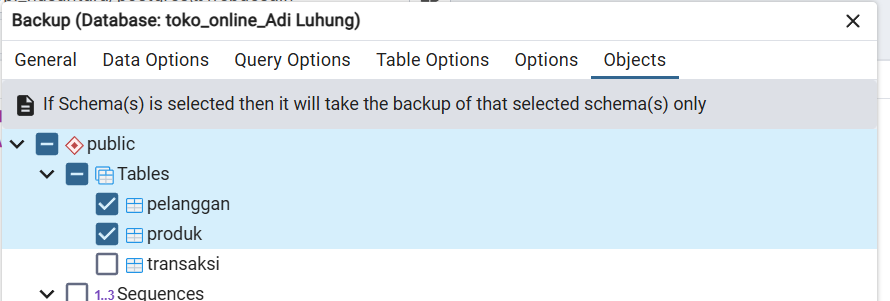 Backup (Database: toko_online_Adi Luhung)
General Data Options Query Options Table Options Options Objects
If Schema(s) is selected then it will take the backup of that selected schema(s) only
public
Tables
pelanggan
produk
transaksi
1..3 Sequences